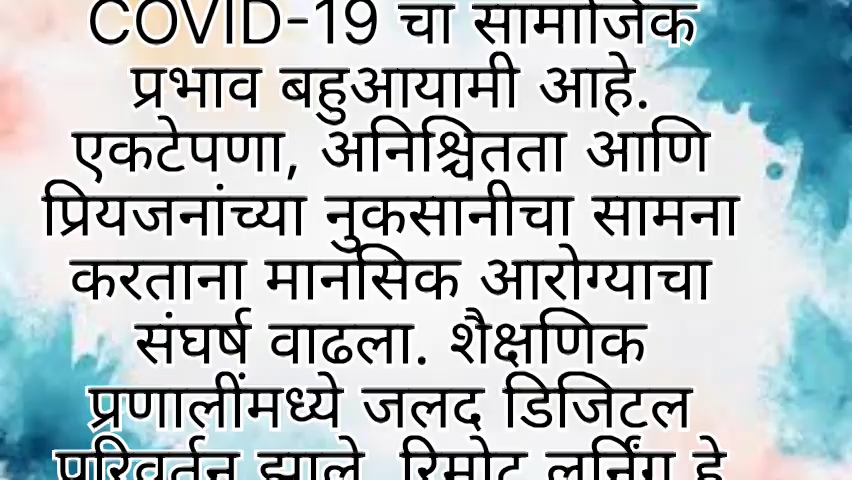 COVID-19 चा सामाजिक
प्रभाव बहुआयामी आहे.
एकटेपणा, अनिश्चितता आणि
प्रियजनांच्या नुकसानीचा सामना
करताना मानसिक आरोग्याचा
संघर्ष वाढला. शैक्षणिक
प्रणालींमध्ये जलद डिजिटल
परिवर्तन झाले. रिमोट लर्निंग हे